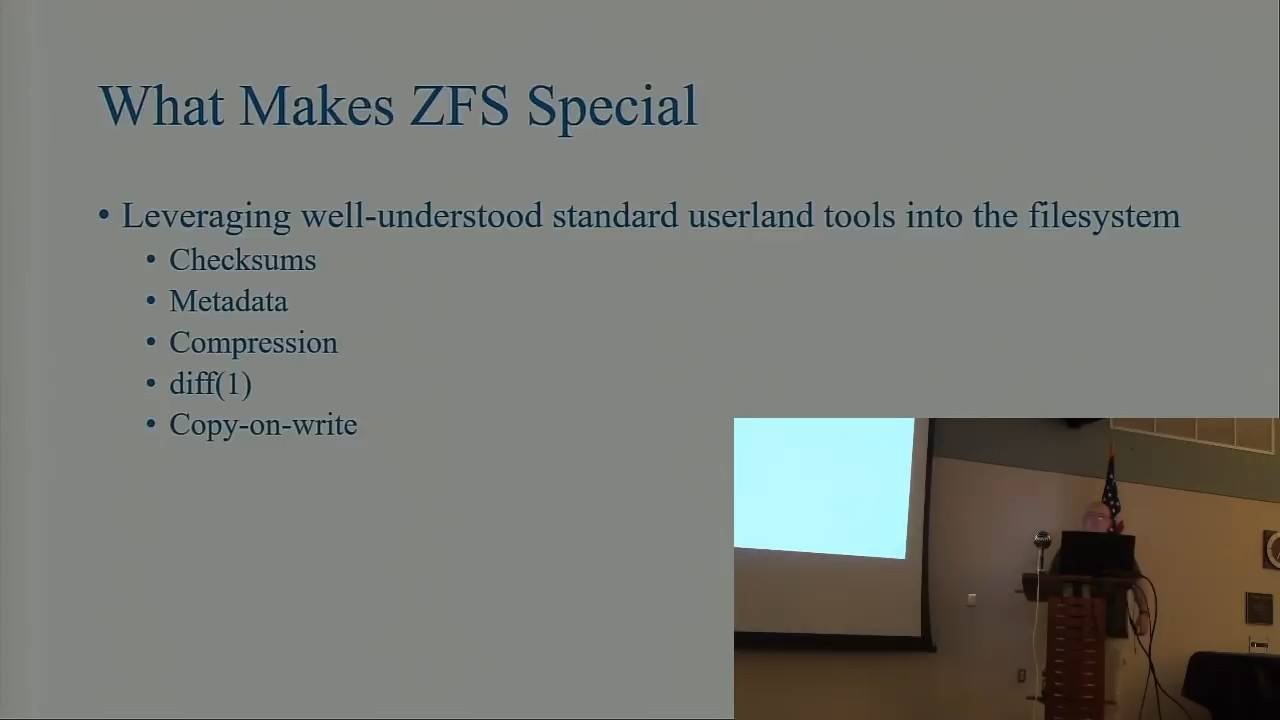 What Makes ZFS Special
• Leveraging well-understood standard userland tools into the filesystem
• Checksums
• Metadata
• Compression
• diff(1)
• Copy-on-write